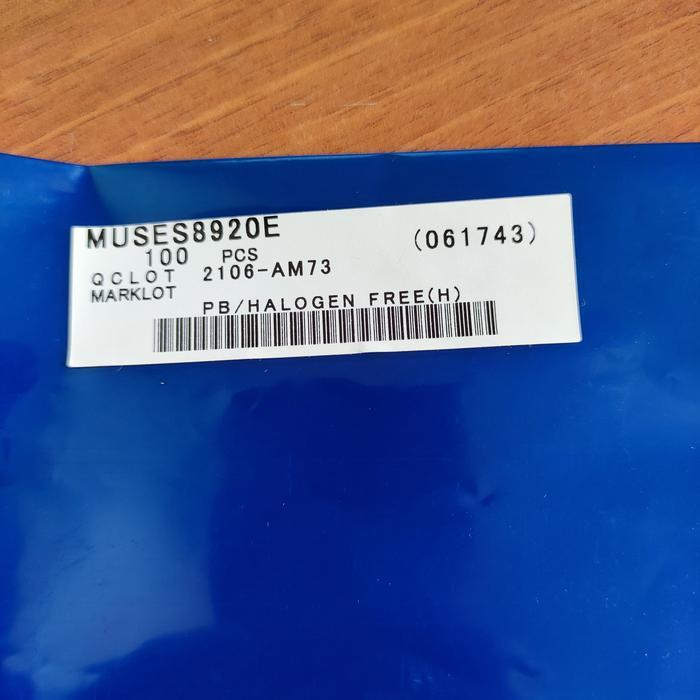 MUSES8920E (061743)
100 PCS
QCLOT 2106-AM73
MARKLOT
PB/HALOGEN FREE(H)